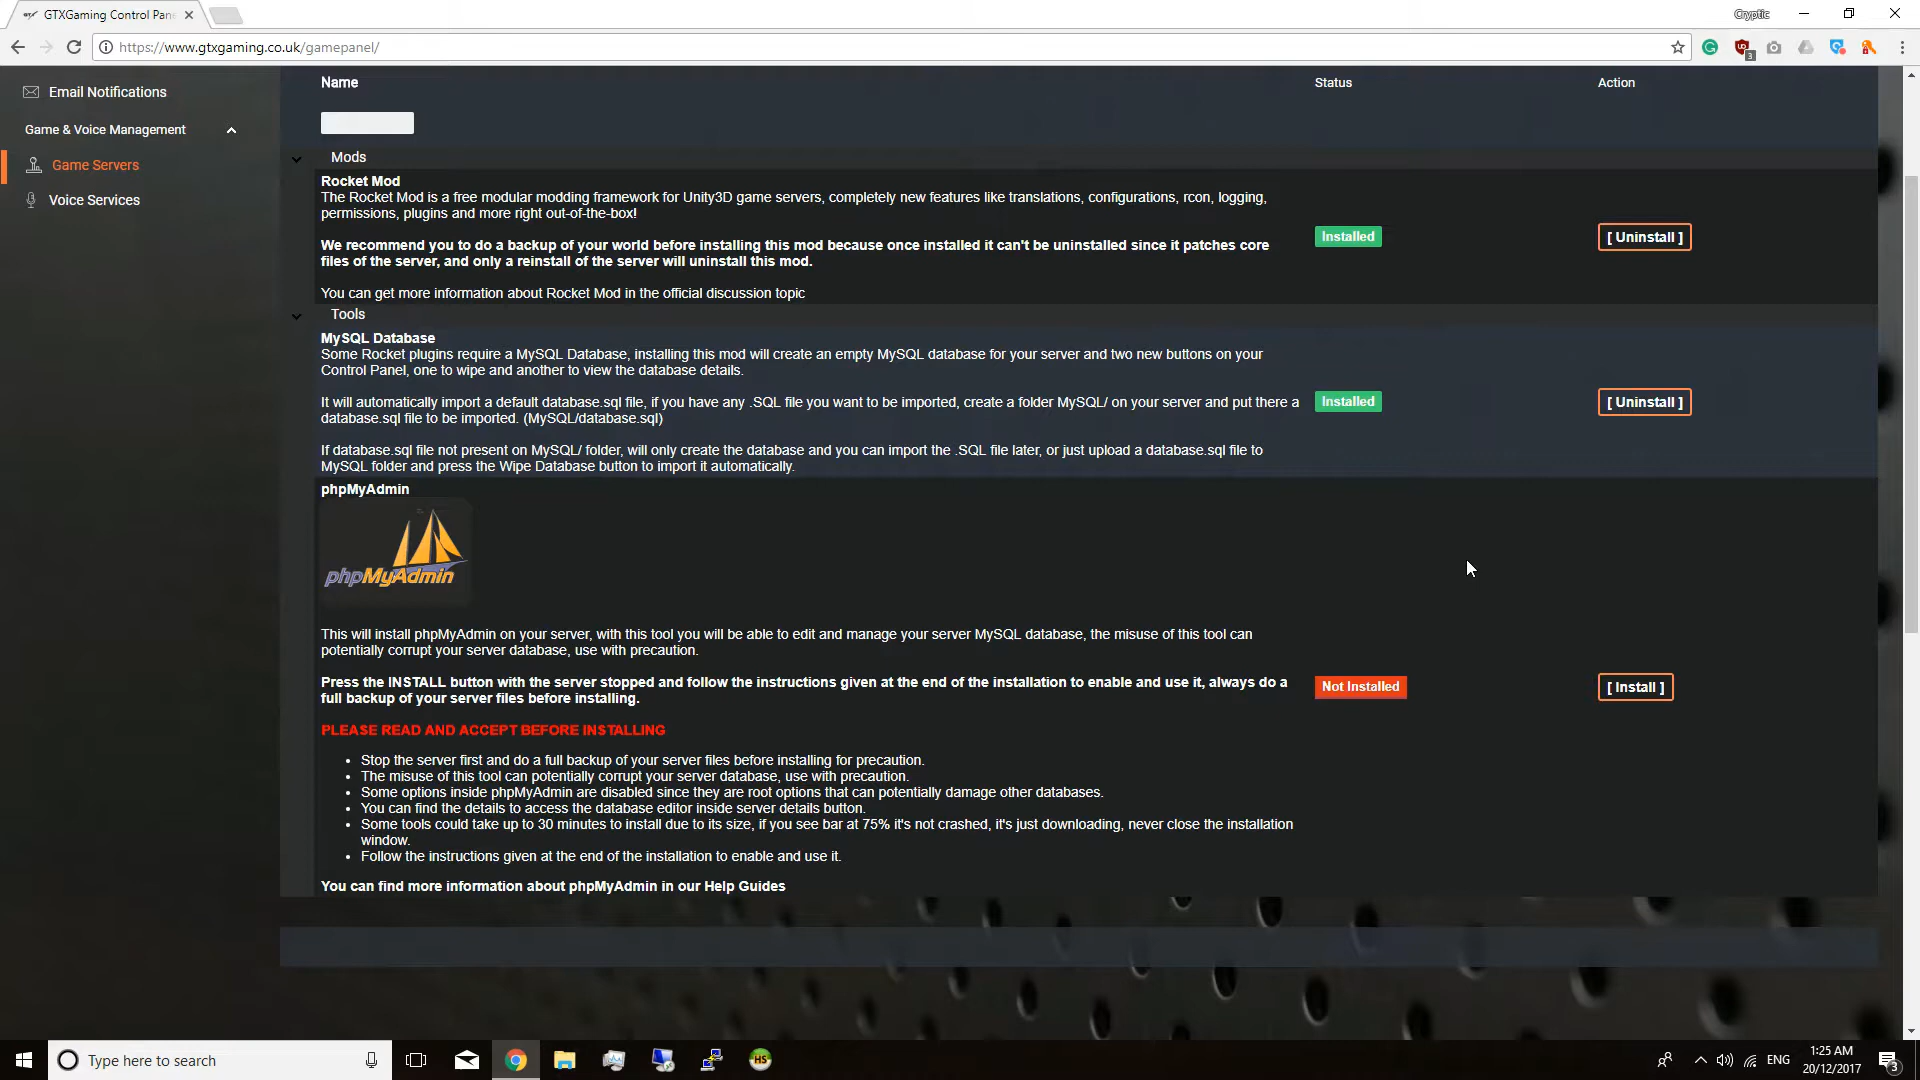 GTXGaming Control Pan
Cryptic
https://www.gtxgaming.co.uk/gamepanel/
Email Notifications
Game & Voice Management
Game Servers
Voice Services
Name
Status
Action
Mods
Rocket Mod
The Rocket Mod is a free modular modding framework for Unity3D game servers, completely new features like translations, configurations, rcon, logging,
permissions, plugins and more right out-of-the-box!
We recommend you to do a backup of your world before installing this mod because once installed it can't be uninstalled since it patches core
files of the server, and only a reinstall of the server will uninstall this mod.
You can get more information about Rocket Mod in the official discussion topic
Installed
[ Uninstall ]
Tools
MySQL Database
Some Rocket plugins require a MySQL Database, installing this mod will create an empty MySQL database for your server and two new buttons on your
Control Panel, one to wipe and another to view the database details.
It will automatically import a default database.sql file, if you have any .SQL file you want to be imported, create a folder MySQL/ on your server and put there a
database.sql file to be imported. (MySQL/database.sql)
If database.sql file not present on MySQL/ folder, will only create the database and you can import the .SQL file later, or just upload a database.sql file to
MySQL folder and press the Wipe Database button to import it automatically.
Installed
[ Uninstall ]
phpMyAdmin
phpMyAdmin
This will install phpMyAdmin on your server, with this tool you will be able to edit and manage your server MySQL database, the misuse of this tool can
potentially corrupt your server database, use with precaution.
Press the INSTALL button with the server stopped and follow the instructions given at the end of the installation to enable and use it, always do a
full backup of your server files before installing.
Not Installed
[ Install ]
PLEASE READ AND ACCEPT BEFORE INSTALLING
• Stop the server first and do a full backup of your server files before installing for precaution.
• The misuse of this tool can potentially corrupt your server database, use with precaution.
• Some options inside phpMyAdmin are disabled since they are root options that can potentially damage other databases.
• You can find the details to access the database editor inside server details button.
• Some tools could take up to 30 minutes to install due to its size, if you see bar at 75% it's not crashed, it's just downloading, never close the installation
window.
• Follow the instructions given at the end of the installation to enable and use it.
You can find more information about phpMyAdmin in our Help Guides
Type here to search
HS
ENG
1:25 AM
20/12/2017
3